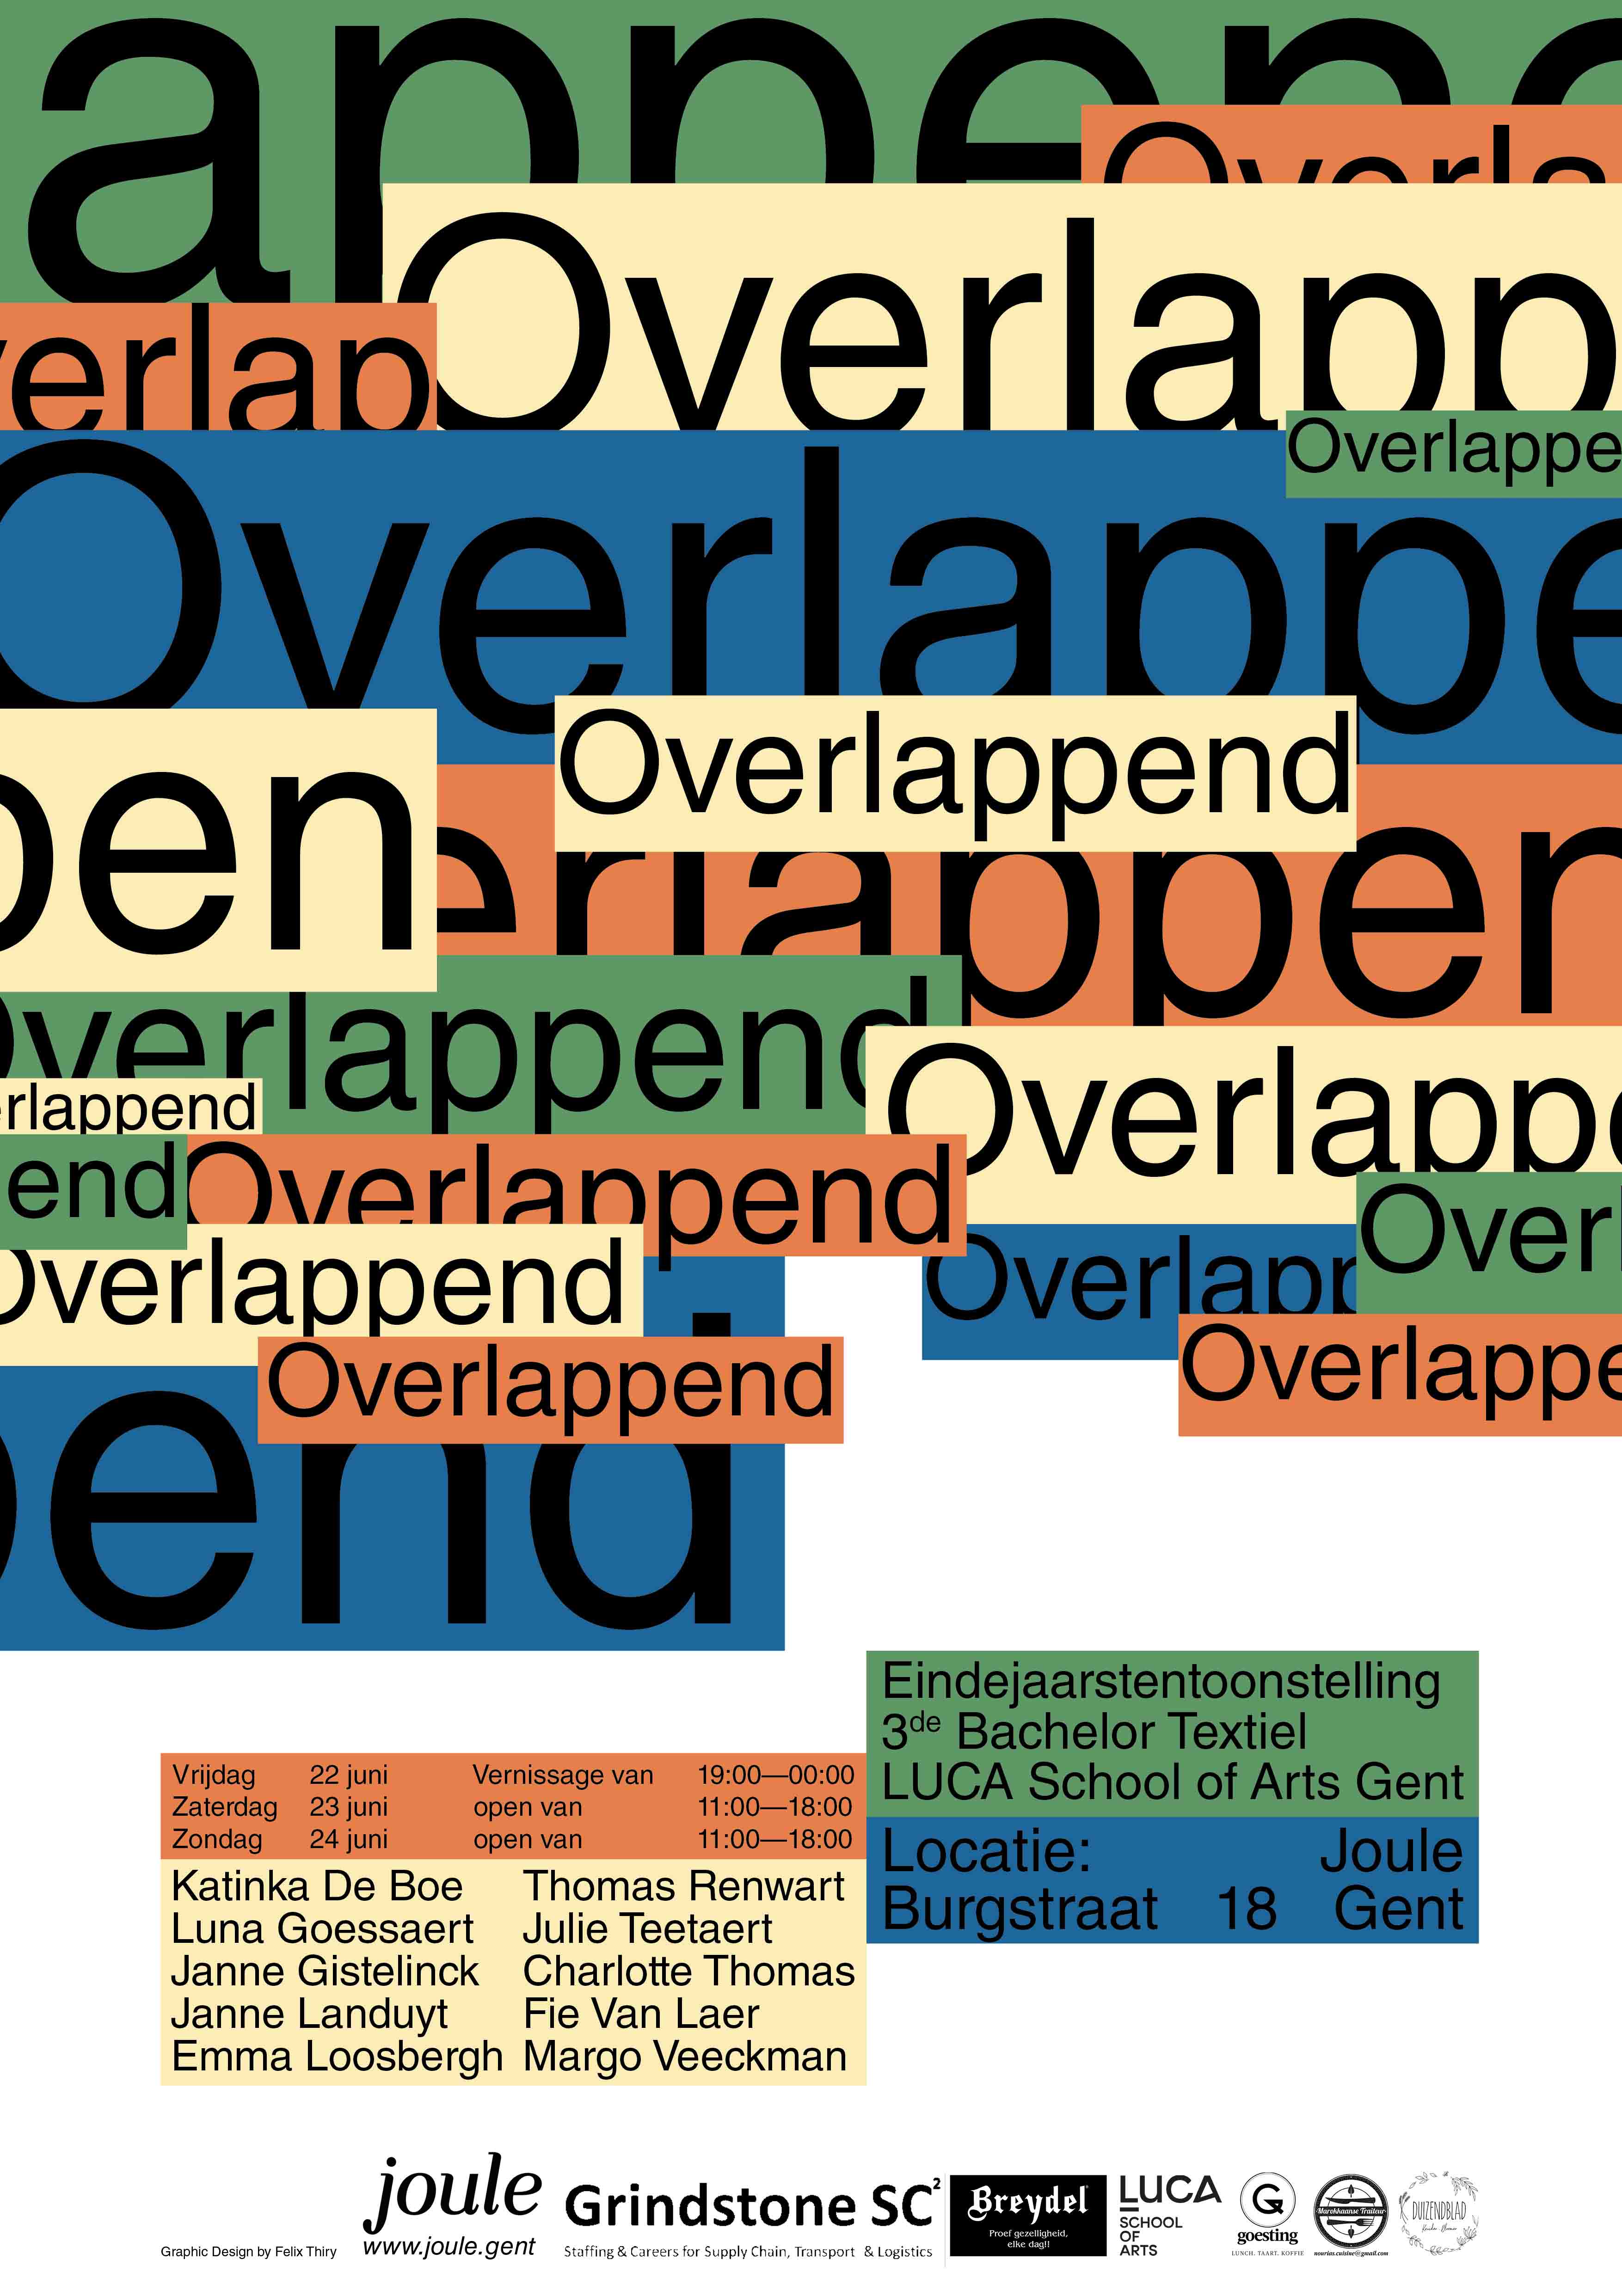 appen
Overla
Overlapp
verlap
Overlappe
Overlappe
Overlappend
pen
erlappen
Overlappend
Overlappe
erlappend
end
Overlappend
Overl
Overlapp
Overlappend
Overlappe
Overlappend
pend
Eindejaarstentoonstelling
3de Bachelor Textiel
LUCA School of Arts Gent
Locatie: Joule
Burgstraat 18 Gent
Vrijdag 22 juni Vernissage van 19:00—00:00
Zaterdag 23 juni open van 11:00—18:00
Zondag 24 juni open van 11:00—18:00
Katinka De Boe Thomas Renwart
Luna Goessaert Julie Teetaert
Janne Gistelinck Charlotte Thomas
Janne Landuyt Fie Van Laer
Emma Loosbergh Margo Veeckman
Graphic Design by Felix Thiry
joule
www.joule.gent
Grindstone SC²
Staffing & Careers for Supply Chain, Transport & Logistics
Breydel
Proef gezelligheid,
elke dag!!
LUCA
SCHOOL
OF
ARTS
G
goesting
LUNCH. TAART. KOFFIE
Marokkaanse Traiteur
nourias.cuisine@gmail.com
DUIZENDBLAD